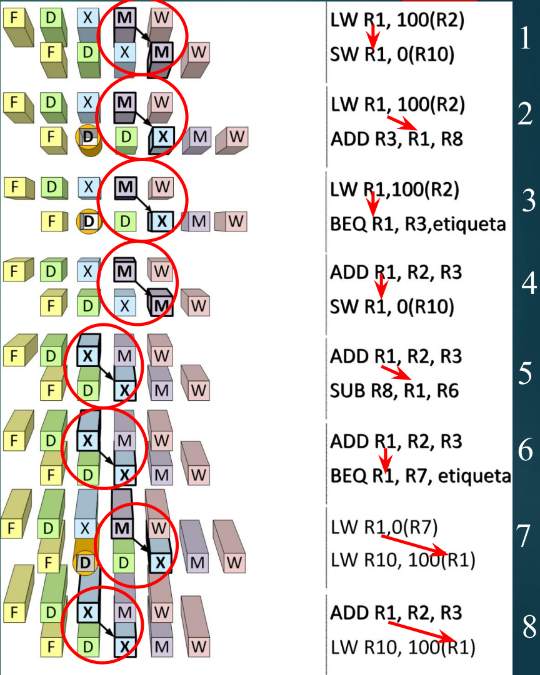 F D X M W LW R1, 100(R2) 1
F D X M W SW R1, 0(R10)
F D X M W LW R1, 100(R2) 2
F D D X M W ADD R3, R1, R8
F D X M W LW R1,100(R2) 3
F D D X M W BEQ R1, R3,etiqueta
F D X M W ADD R1, R2, R3 4
F D X M W SW R1, 0(R10)
F D X M W ADD R1, R2, R3 5
F D X M W SUB R8, R1, R6
F D X M W ADD R1, R2, R3 6
F D X M W BEQ R1, R7, etiqueta
F D X M W LW R1,0(R7) 7
F D D X M W LW R10, 100(R1)
F D X M W ADD R1, R2, R3 8
F D X M W LW R10, 100(R1)